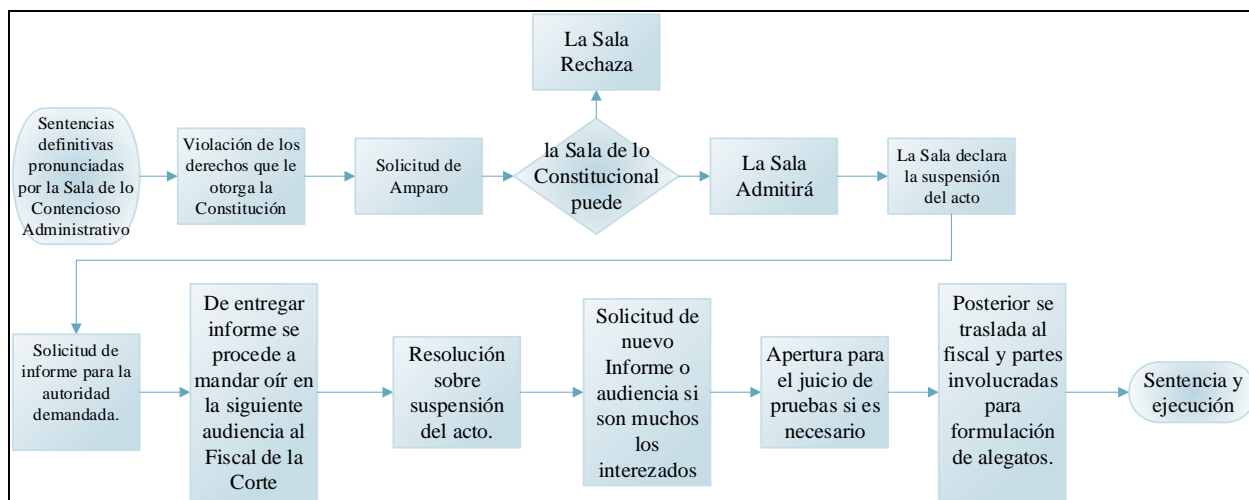 Sentencias
definitivas
pronunciadas
por la Sala de lo
Contencioso
Administrativo
Violación de los
derechos que le
otorga la
Constitución
Solicitud de
Amparo
la Sala de lo
Constitucional
puede
La Sala
Rechaza
La Sala
Admitirá
La Sala declara
la suspensión
del acto
Solicitud de
informe para la
autoridad
demandada.
De entregar
informe se
procede a
mandar oír en
la siguiente
audiencia al
Fiscal de la
Corte
Resolución
sobre
suspensión
del acto.
Solicitud de
nuevo
Informe o
audiencia si
son muchos
los
interezados
Apertura para
el juicio de
pruebas si es
necesario
Posterior se
traslada al
fiscal y partes
involucradas
para
formulación
de alegatos.
Sentencia y
ejecución